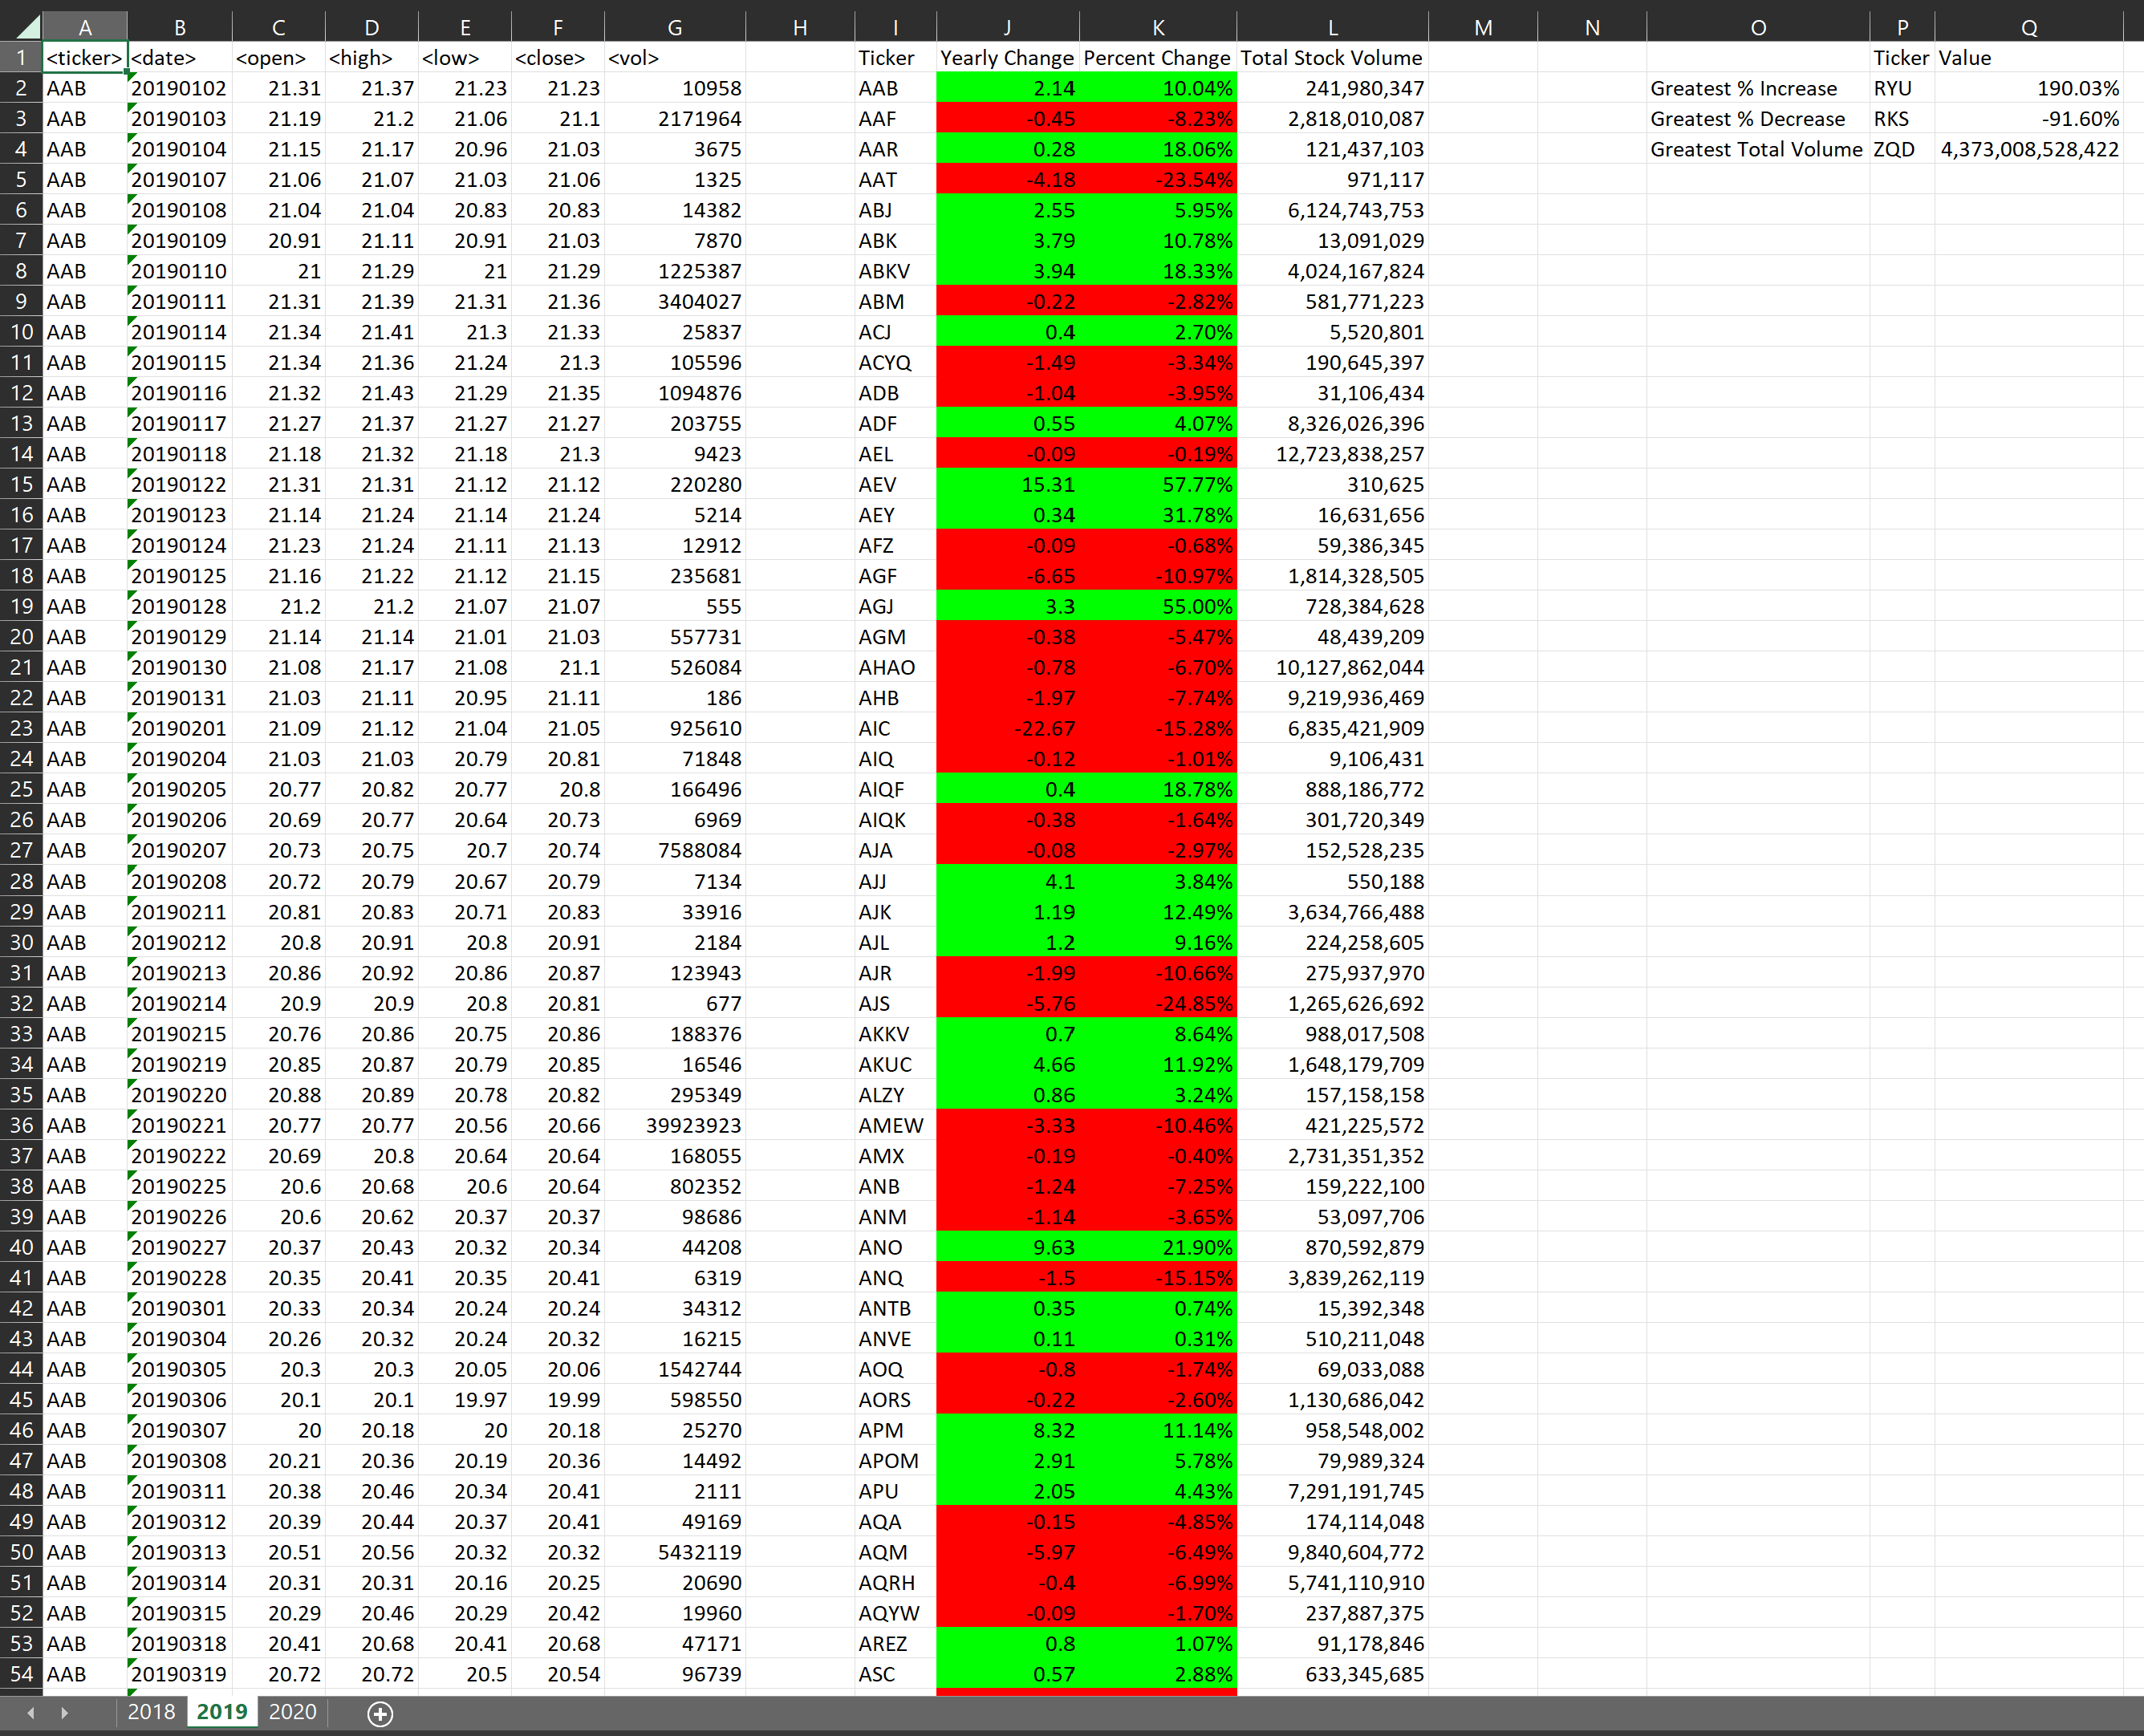 A B C D E F G H I J K L M N O P Q
1 <ticker> <date> <open> <high> <low> <close> <vol> Ticker Yearly Change Percent Change Total Stock Volume Ticker Value
2 AAB 20190102 21.31 21.37 21.23 21.23 10958 AAB 2.14 10.04% 241,980,347 Greatest % Increase RYU 190.03%
3 AAB 20190103 21.19 21.2 21.06 21.1 2171964 AAF -0.45 -8.23% 2,818,010,087 Greatest % Decrease RKS -91.60%
4 AAB 20190104 21.15 21.17 20.96 21.03 3675 AAR 0.28 18.06% 121,437,103 Greatest Total Volume ZQD 4,373,008,528,422
5 AAB 20190107 21.06 21.07 21.03 21.06 1325 AAT -4.18 -23.54% 971,117
6 AAB 20190108 21.04 21.04 20.83 20.83 14382 ABJ 2.55 5.95% 6,124,743,753
7 AAB 20190109 20.91 21.11 20.91 21.03 7870 ABK 3.79 10.78% 13,091,029
8 AAB 20190110 21 21.29 21 21.29 1225387 ABKV 3.94 18.33% 4,024,167,824
9 AAB 20190111 21.31 21.39 21.31 21.36 3404027 ABM -0.22 -2.82% 581,771,223
10 AAB 20190114 21.34 21.41 21.3 21.33 25837 ACJ 0.4 2.70% 5,520,801
11 AAB 20190115 21.34 21.36 21.24 21.3 105596 ACYQ -1.49 -3.34% 190,645,397
12 AAB 20190116 21.32 21.43 21.29 21.35 1094876 ADB -1.04 -3.95% 31,106,434
13 AAB 20190117 21.27 21.37 21.27 21.27 203755 ADF 0.55 4.07% 8,326,026,396
14 AAB 20190118 21.18 21.32 21.18 21.3 9423 AEL -0.09 -0.19% 12,723,838,257
15 AAB 20190122 21.31 21.31 21.12 21.12 220280 AEV 15.31 57.77% 310,625
16 AAB 20190123 21.14 21.24 21.14 21.24 5214 AEY 0.34 31.78% 16,631,656
17 AAB 20190124 21.23 21.24 21.11 21.13 12912 AFZ -0.09 -0.68% 59,386,345
18 AAB 20190125 21.16 21.22 21.12 21.15 235681 AGF -6.65 -10.97% 1,814,328,505
19 AAB 20190128 21.2 21.2 21.07 21.07 555 AGJ 3.3 55.00% 728,384,628
20 AAB 20190129 21.14 21.14 21.01 21.03 557731 AGM -0.38 -5.47% 48,439,209
21 AAB 20190130 21.08 21.17 21.08 21.1 526084 AHAO -0.78 -6.70% 10,127,862,044
22 AAB 20190131 21.03 21.11 20.95 21.11 186 AHB -1.97 -7.74% 9,219,936,469
23 AAB 20190201 21.09 21.12 21.04 21.05 925610 AIC -22.67 -15.28% 6,835,421,909
24 AAB 20190204 21.03 21.03 20.79 20.81 71848 AIQ -0.12 -1.01% 9,106,431
25 AAB 20190205 20.77 20.82 20.77 20.8 166496 AIQF 0.4 18.78% 888,186,772
26 AAB 20190206 20.69 20.77 20.64 20.73 6969 AIQK -0.38 -1.64% 301,720,349
27 AAB 20190207 20.73 20.75 20.7 20.74 7588084 AJA -0.08 -2.97% 152,528,235
28 AAB 20190208 20.72 20.79 20.67 20.79 7134 AJJ 4.1 3.84% 550,188
29 AAB 20190211 20.81 20.83 20.71 20.83 33916 AJK 1.19 12.49% 3,634,766,488
30 AAB 20190212 20.8 20.91 20.8 20.91 2184 AJL 1.2 9.16% 224,258,605
31 AAB 20190213 20.86 20.92 20.86 20.87 123943 AJR -1.99 -10.66% 275,937,970
32 AAB 20190214 20.9 20.9 20.8 20.81 677 AJS -5.76 -24.85% 1,265,626,692
33 AAB 20190215 20.76 20.86 20.75 20.86 188376 AKKV 0.7 8.64% 988,017,508
34 AAB 20190219 20.85 20.87 20.79 20.85 16546 AKUC 4.66 11.92% 1,648,179,709
35 AAB 20190220 20.88 20.89 20.78 20.82 295349 ALZY 0.86 3.24% 157,158,158
36 AAB 20190221 20.77 20.77 20.56 20.66 39923923 AMEW -3.33 -10.46% 421,225,572
37 AAB 20190222 20.69 20.8 20.64 20.64 168055 AMX -0.19 -0.40% 2,731,351,352
38 AAB 20190225 20.6 20.68 20.6 20.64 802352 ANB -1.24 -7.25% 159,222,100
39 AAB 20190226 20.6 20.62 20.37 20.37 98686 ANM -1.14 -3.65% 53,097,706
40 AAB 20190227 20.37 20.43 20.32 20.34 44208 ANO 9.63 21.90% 870,592,879
41 AAB 20190228 20.35 20.41 20.35 20.41 6319 ANQ -1.5 -15.15% 3,839,262,119
42 AAB 20190301 20.33 20.34 20.24 20.24 34312 ANTB 0.35 0.74% 15,392,348
43 AAB 20190304 20.26 20.32 20.24 20.32 16215 ANVE 0.11 0.31% 510,211,048
44 AAB 20190305 20.3 20.3 20.05 20.06 1542744 AOQ -0.8 -1.74% 69,033,088
45 AAB 20190306 20.1 20.1 19.97 19.99 598550 AORS -0.22 -2.60% 1,130,686,042
46 AAB 20190307 20 20.18 20 20.18 25270 APM 8.32 11.14% 958,548,002
47 AAB 20190308 20.21 20.36 20.19 20.36 14492 APOM 2.91 5.78% 79,989,324
48 AAB 20190311 20.38 20.46 20.34 20.41 2111 APU 2.05 4.43% 7,291,191,745
49 AAB 20190312 20.39 20.44 20.37 20.41 49169 AQA -0.15 -4.85% 174,114,048
50 AAB 20190313 20.51 20.56 20.32 20.32 5432119 AQM -5.97 -6.49% 9,840,604,772
51 AAB 20190314 20.31 20.31 20.16 20.25 20690 AQRH -0.4 -6.99% 5,741,110,910
52 AAB 20190315 20.29 20.46 20.29 20.42 19960 AQYW -0.09 -1.70% 237,887,375
53 AAB 20190318 20.41 20.68 20.41 20.68 47171 AREZ 0.8 1.07% 91,178,846
54 AAB 20190319 20.72 20.72 20.5 20.54 96739 ASC 0.57 2.88% 633,345,685
2018 2019 2020